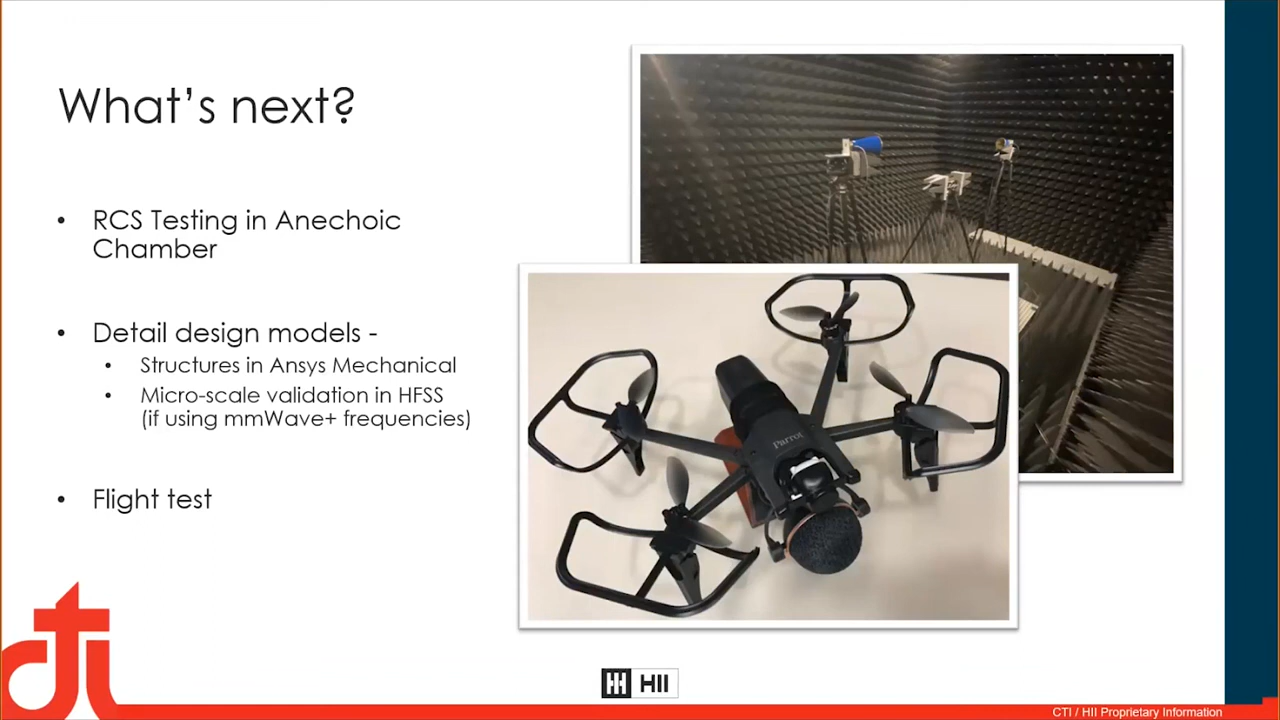 What's next?
• RCS Testing in Anechoic
Chamber
• Detail design models -
• Structures in Ansys Mechanical
• Micro-scale validation in HFSS
(if using mmWave+ frequencies)
• Flight test
Parrot
cti
HII
CTI / HII Proprietary Information